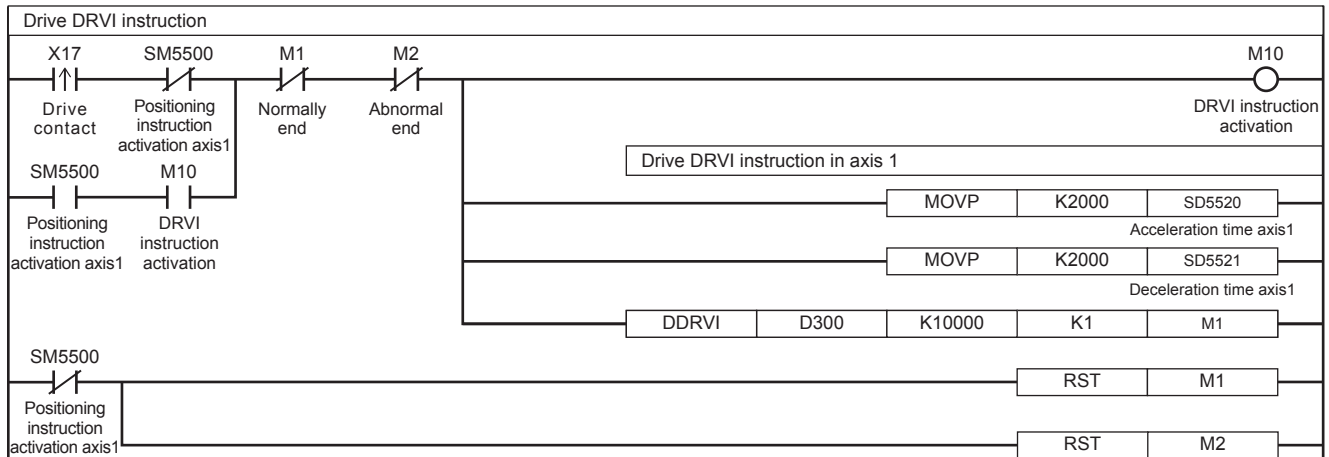 Drive DRVI instruction
X17 SM5500 M1 M2 M10
Drive
contact
Positioning
instruction
activation axis1
Normally
end
Abnormal
end
DRVI instruction
activation
Drive DRVI instruction in axis 1
SM5500 M10
Positioning
instruction
activation axis1
DRVI
instruction
activation
MOVP K2000 SD5520
Acceleration time axis1
MOVP K2000 SD5521
Deceleration time axis1
DDRVI D300 K10000 K1 M1
SM5500
Positioning
instruction
activation axis1
RST M1
RST M2